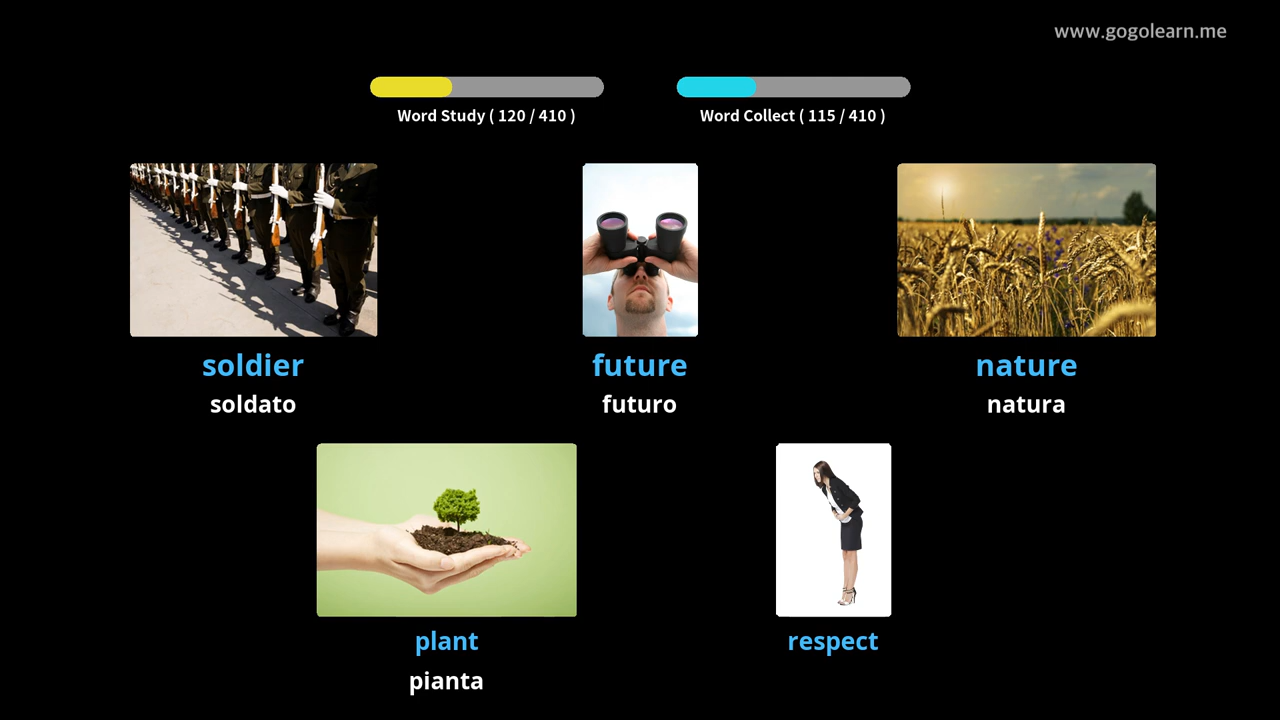 www.gogolearn.me
Word Study ( 120 / 410 )
Word Collect ( 115 / 410 )
soldier
soldato
future
futuro
nature
natura
plant
pianta
respect